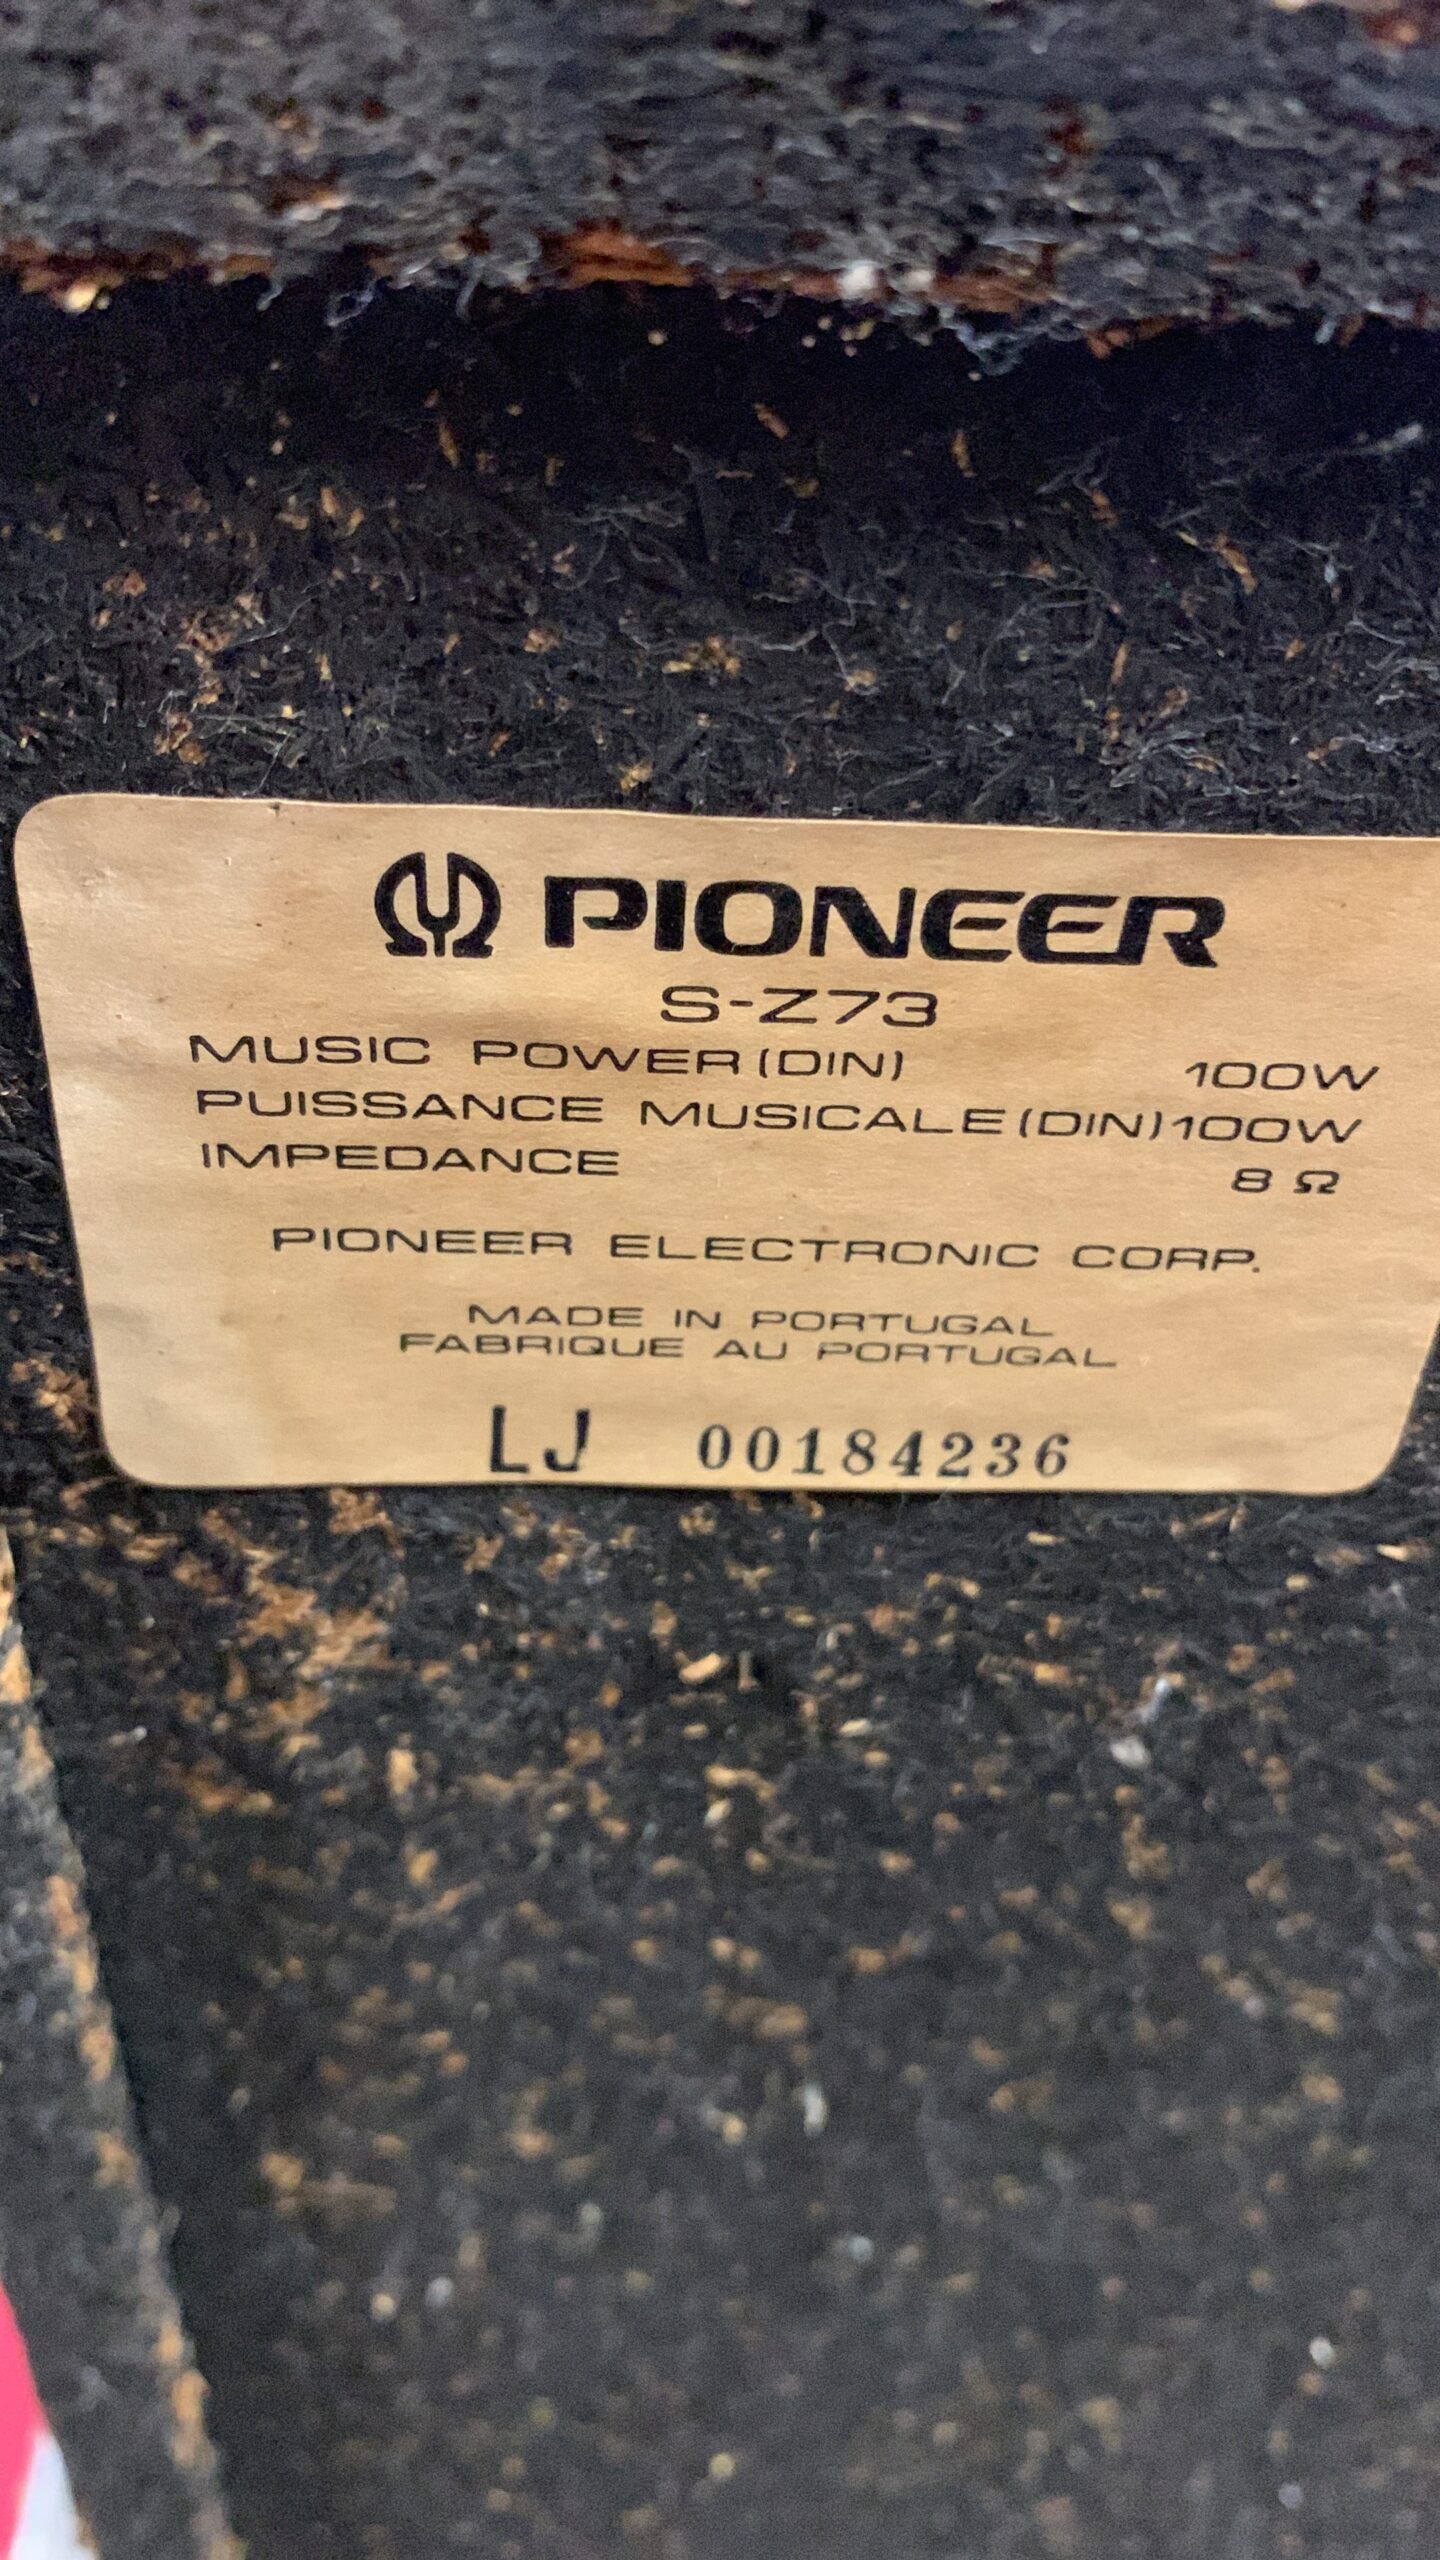 PIONEER
S-Z73
MUSIC POWER (DIN) 100W
PUISSANCE MUSICALE (DIN) 100W
IMPEDANCE 8 Ω
PIONEER ELECTRONIC CORP.
MADE IN PORTUGAL
FABRIQUE AU PORTUGAL
LJ 00184236